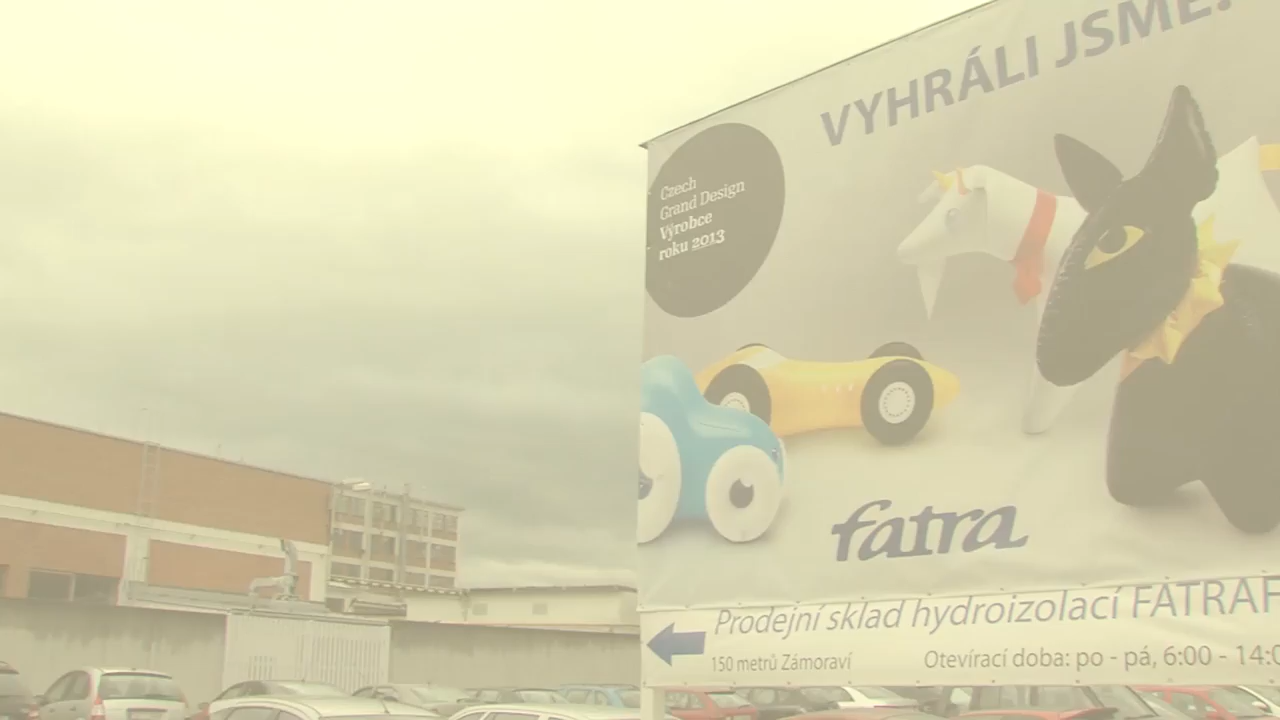 VYHRÁLI JSME!
Czech
Grand Design
Výrobce
roku 2013
fatra
Prodejní sklad hydroizolací FATRAF
150 metrů Zámoraví
Otevírací doba: po - pá, 6:00 - 14:0